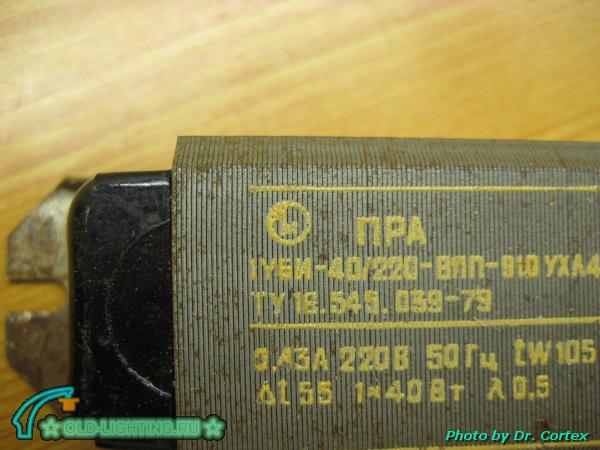 ПРА
1УБИ-40/220-ВПП-910 УХЛ4
ТУ 16.545.039-79
0,43А 220В 50Гц tW105
Δt 55 1×40Вт λ 0,5
OLD-LIGHTING.RU
Photo by Dr. Cortex